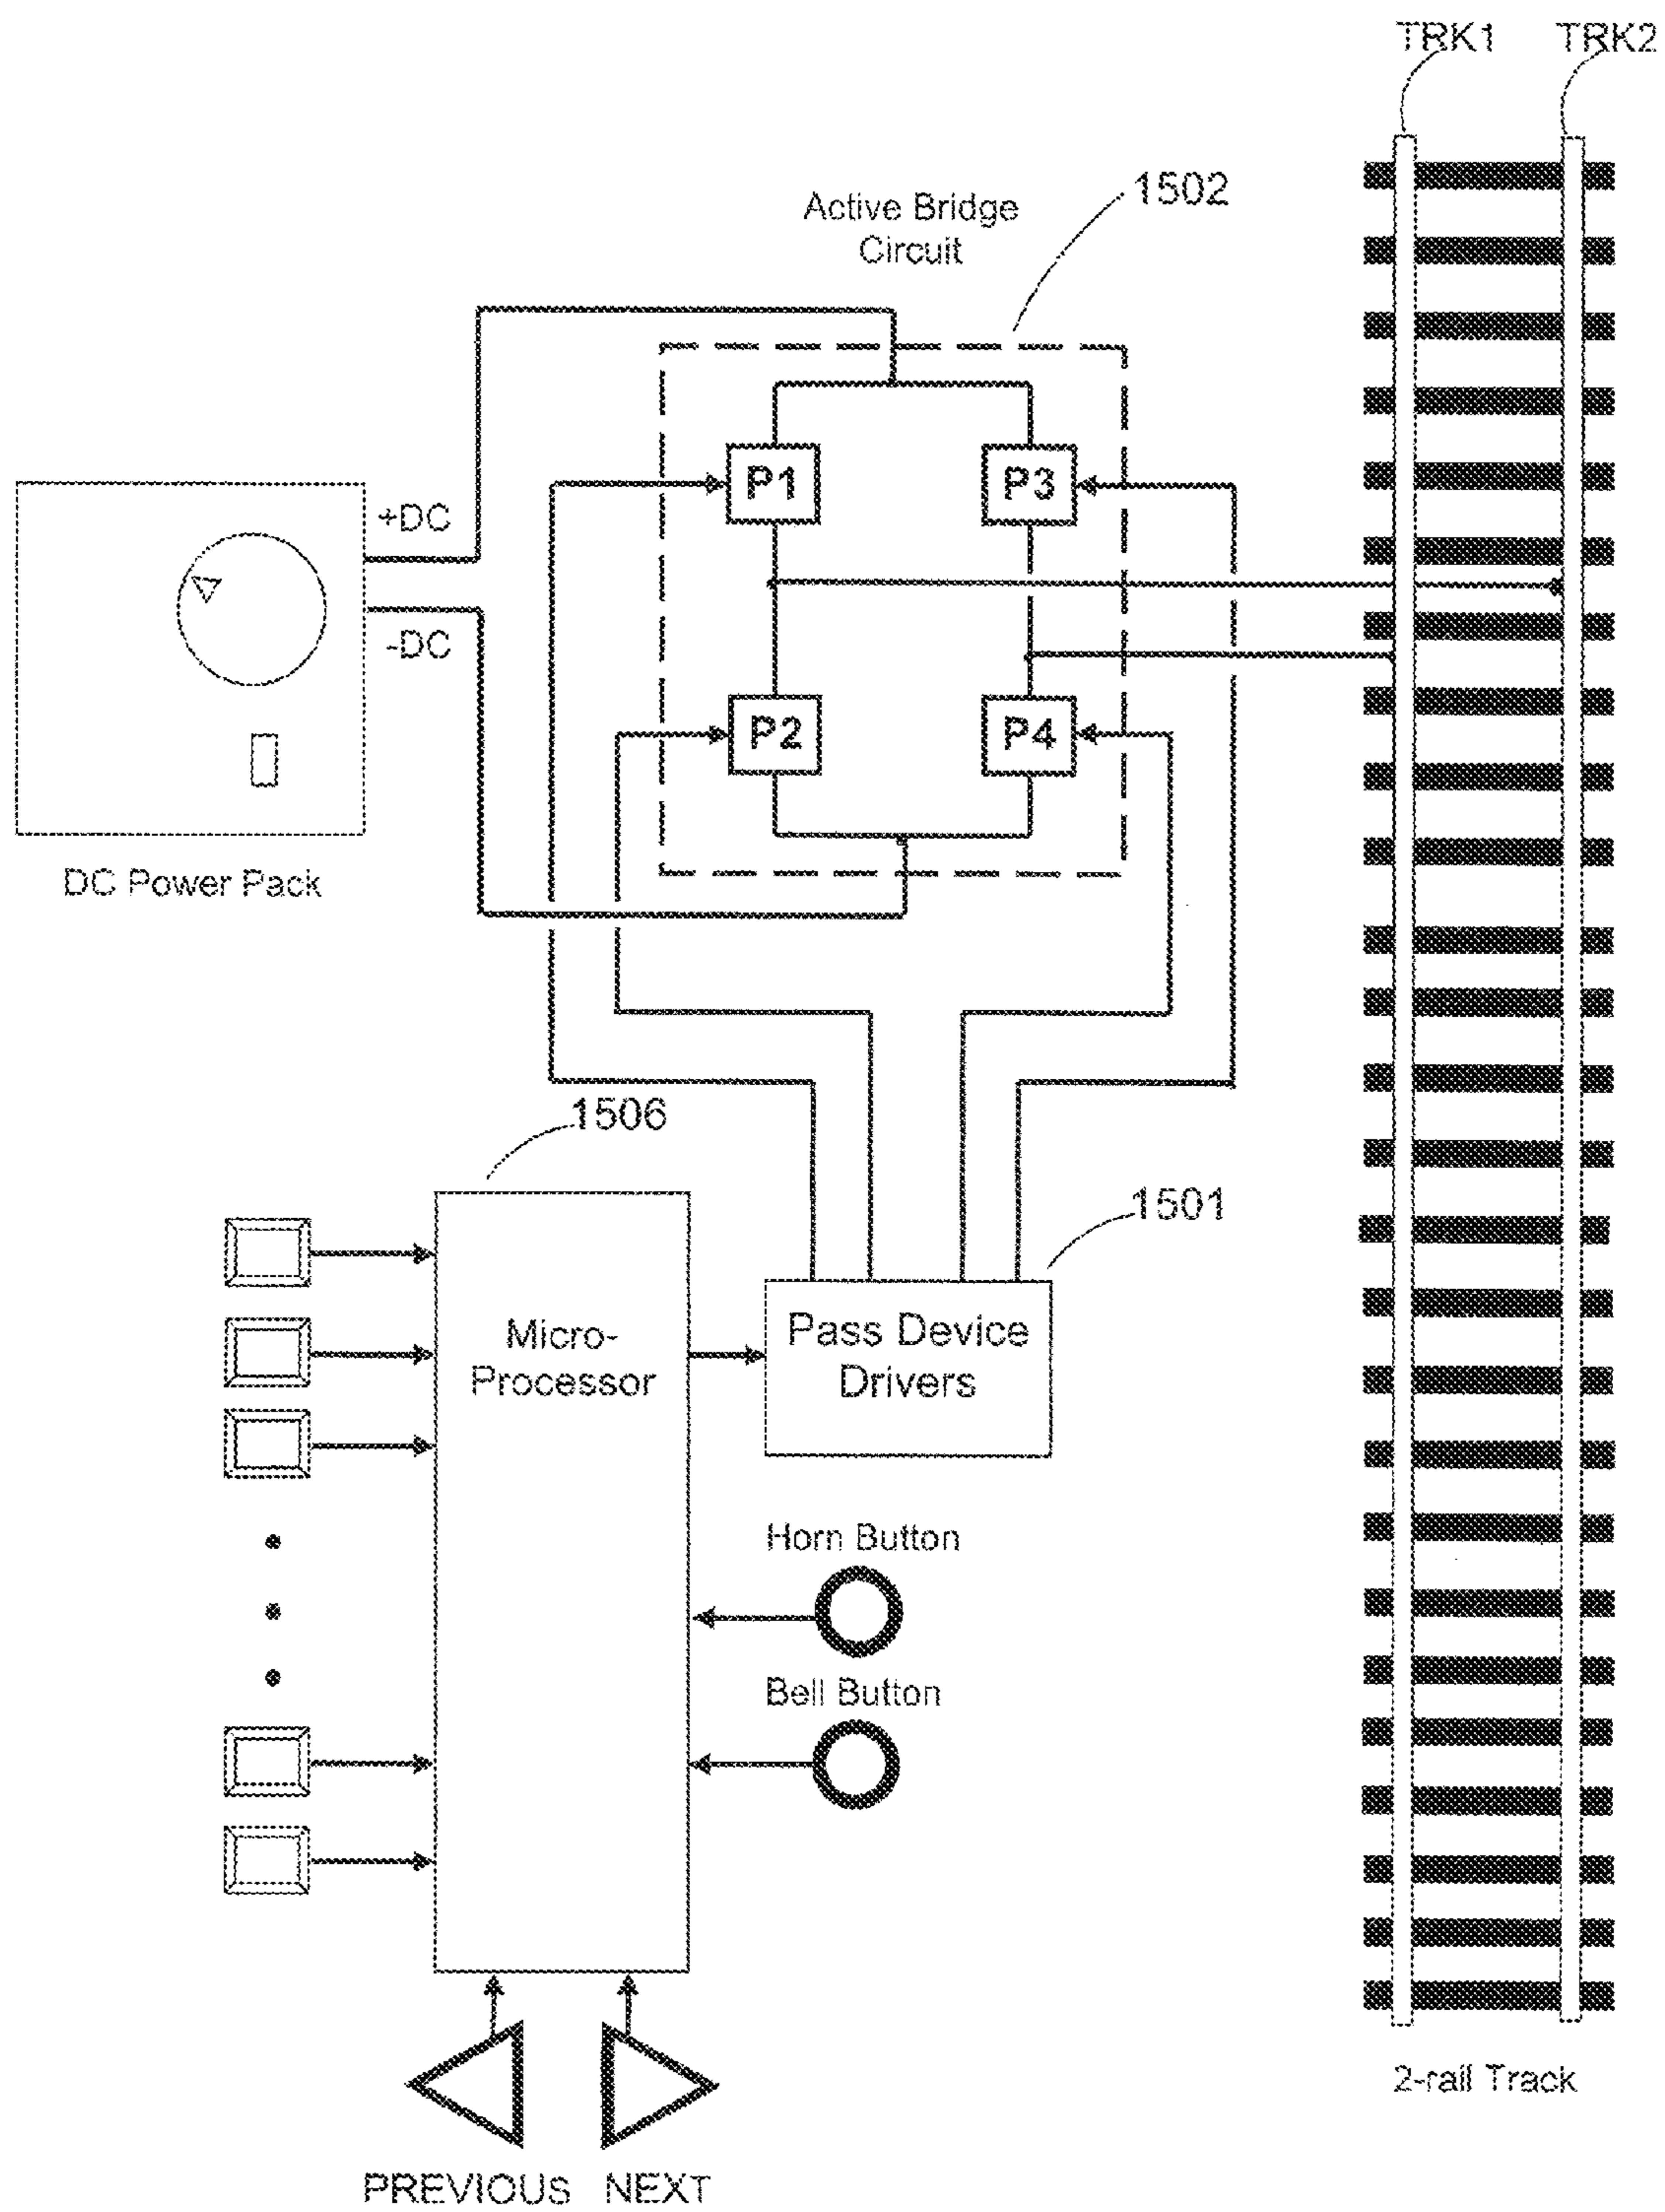 TRK1 TRK2
1502
Active Bridge
Circuit
P1 P3
+DC
-DC
P2 P4
DC Power Pack
1506
1501
Micro-
Processor
Pass Device
Drivers
Horn Button
Bell Button
2-rail Track
PREVIOUS NEXT